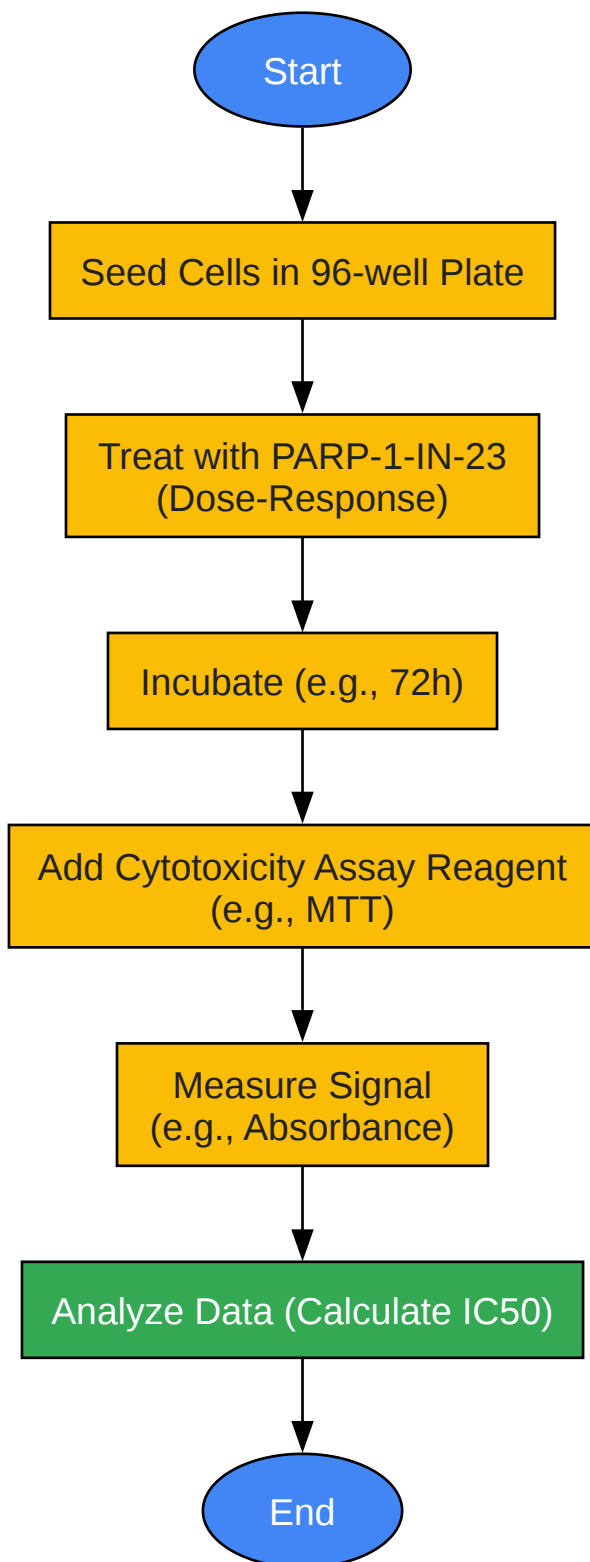 Start
Seed Cells in 96-well Plate
Treat with PARP-1-IN-23
(Dose-Response)
Incubate (e.g., 72h)
Add Cytotoxicity Assay Reagent
(e.g., MTT)
Measure Signal
(e.g., Absorbance)
Analyze Data (Calculate IC50)
End